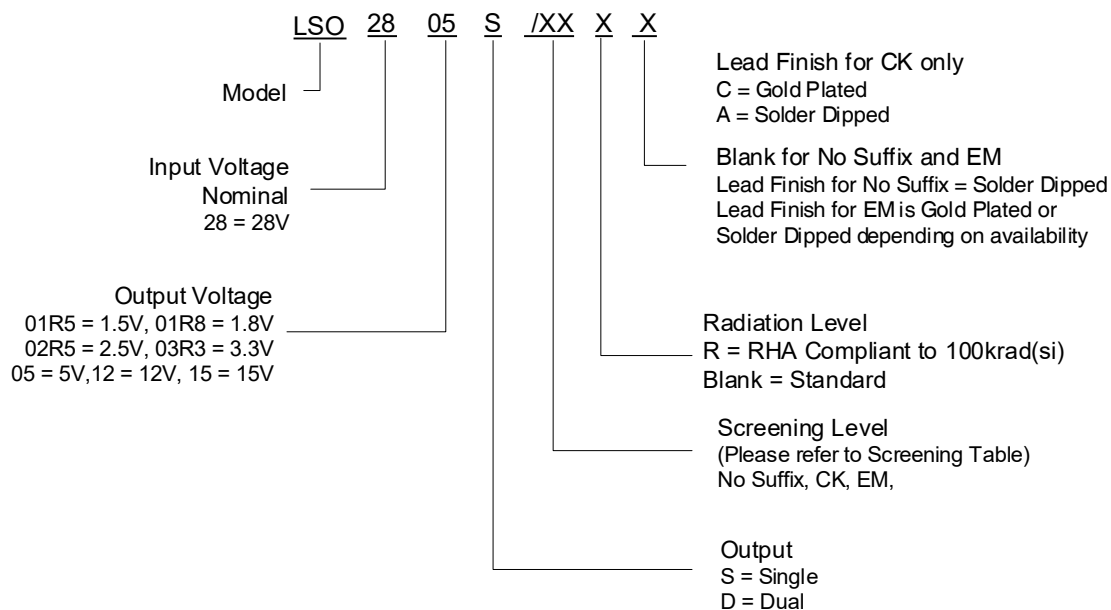 LSO 28 05 S /XX X X
Model
Input Voltage
Nominal
28 = 28V
Output Voltage
01R5 = 1.5V, 01R8 = 1.8V
02R5 = 2.5V, 03R3 = 3.3V
05 = 5V,12 = 12V, 15 = 15V
Lead Finish for CK only
C = Gold Plated
A = Solder Dipped
Blank for No Suffix and EM
Lead Finish for No Suffix = Solder Dipped
Lead Finish for EM is Gold Plated or
Solder Dipped depending on availability
Radiation Level
R = RHA Compliant to 100krad(si)
Blank = Standard
Screening Level
(Please refer to Screening Table)
No Suffix, CK, EM,
Output
S = Single
D = Dual